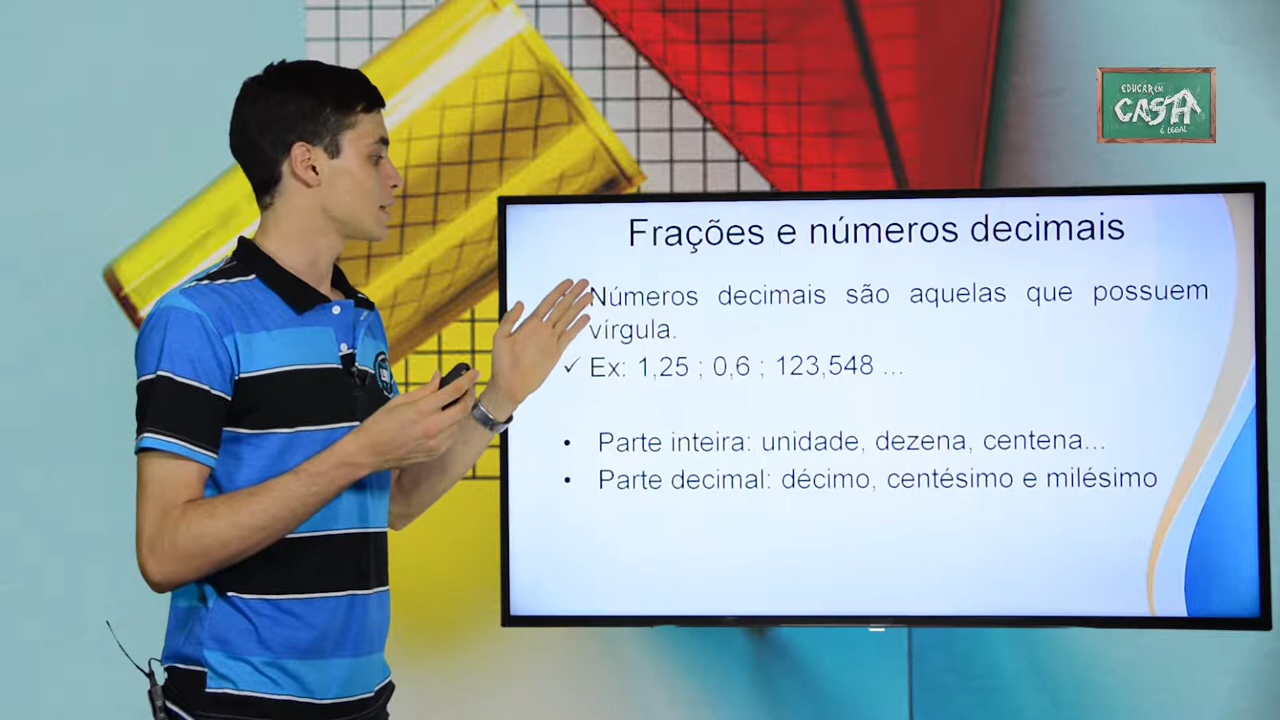 EDUCAR EM
CASA
É LEGAL
Frações e números decimais
Números decimais são aquelas que possuem
vírgula.
✓ Ex: 1,25 ; 0,6 ; 123,548 ...
• Parte inteira: unidade, dezena, centena...
• Parte decimal: décimo, centésimo e milésimo